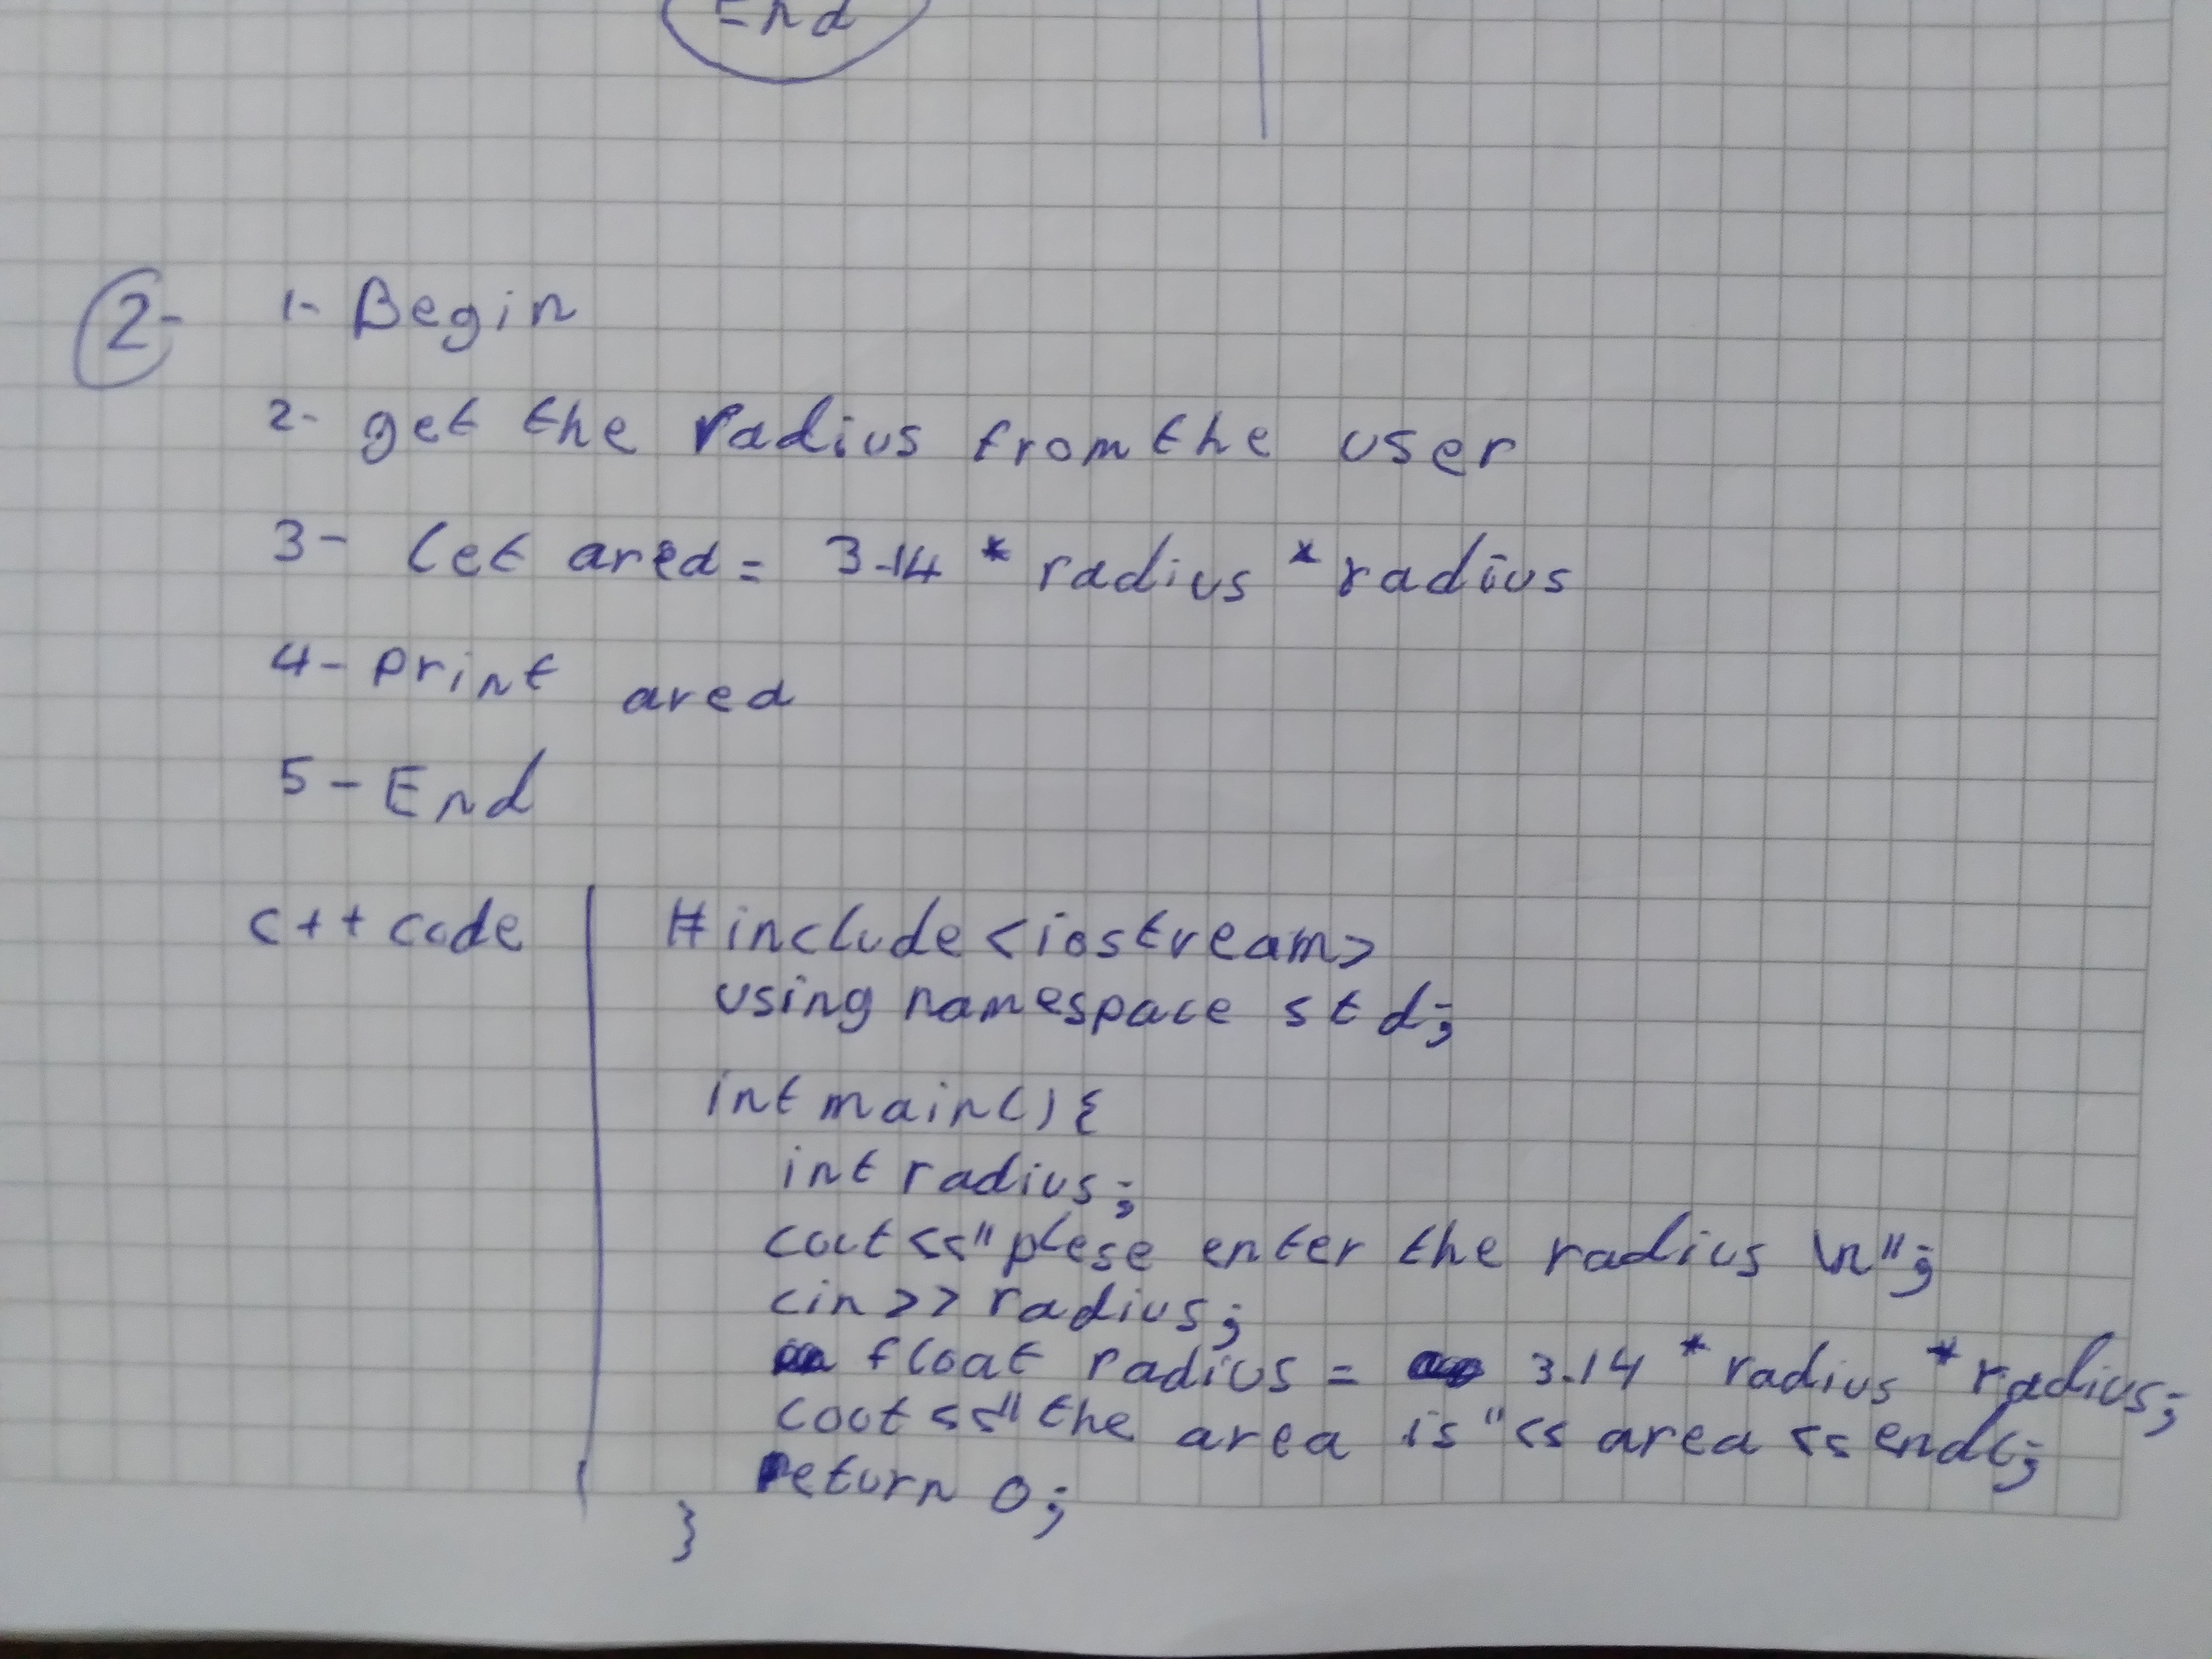 End
2-
1- Begin
2- get the radius from the user
3- let area = 3.14 * radius * radius
4- print area
5- End
c++ code
#include <iostream>
using namespace std;
int main() {
int radius;
cout << "plese enter the radius \n";
cin >> radius;
float radius = 3.14 * radius * radius;
cout << "the area is" << area << endl;
return 0;
}